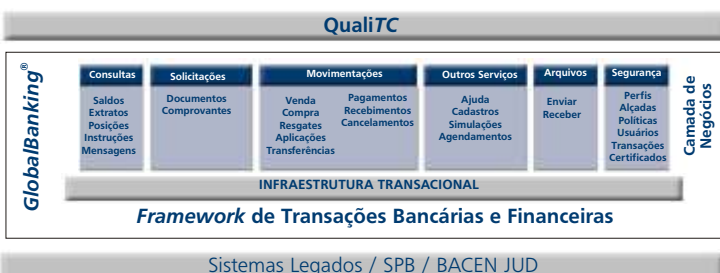 QualiTC
GlobalBanking®
Consultas
Saldos
Extratos
Posições
Instruções
Mensagens
Solicitações
Documentos
Comprovantes
Movimentações
Venda
Compra
Resgates
Aplicações
Transferências
Pagamentos
Recebimentos
Cancelamentos
Outros Serviços
Ajuda
Cadastros
Simulações
Agendamentos
Arquivos
Enviar
Receber
Segurança
Perfis
Alçadas
Políticas
Usuários
Transações
Certificados
Camada de
Negócios
INFRAESTRUTURA TRANSACIONAL
Framework de Transações Bancárias e Financeiras
Sistemas Legados / SPB / BACEN JUD